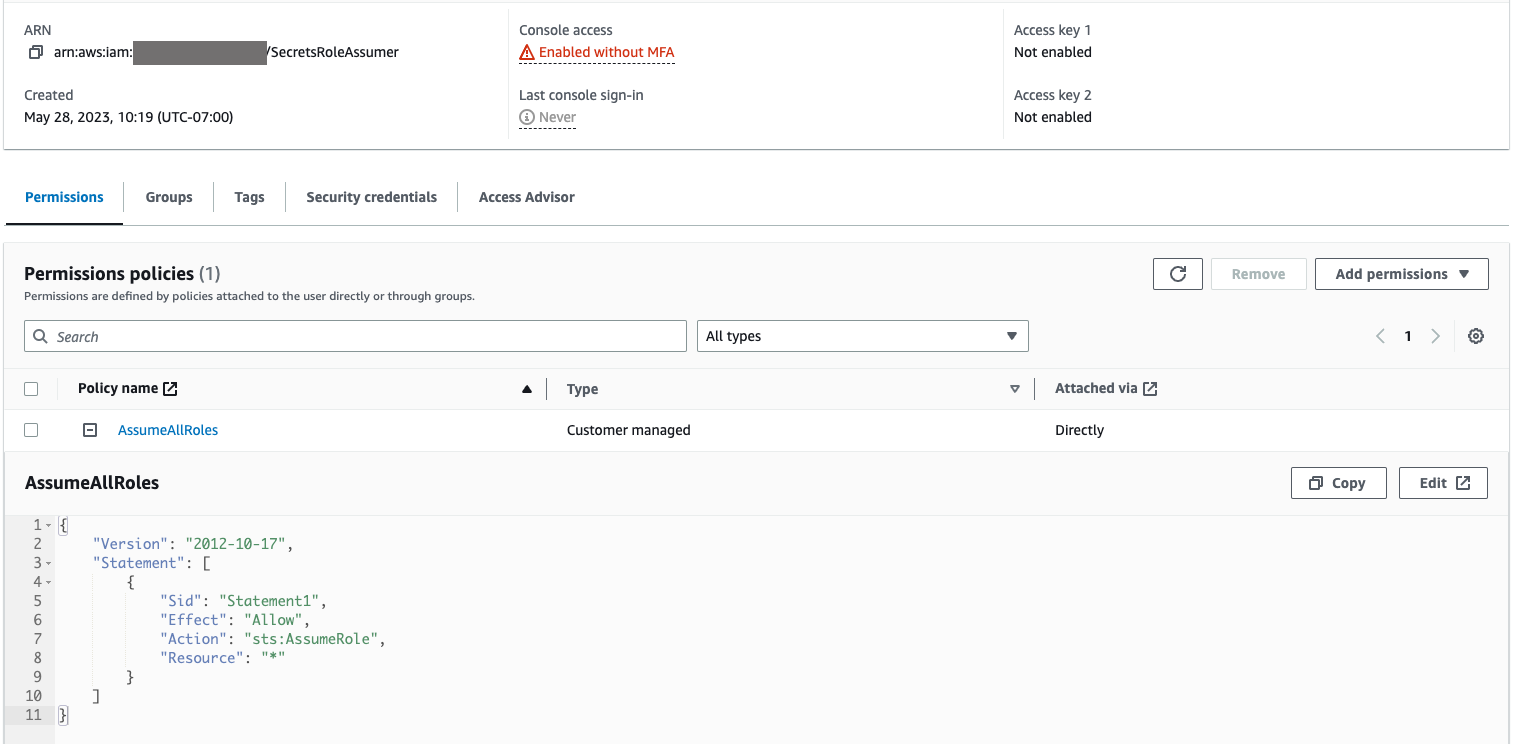 ARN
arn:aws:iam: /SecretsRoleAssumer
Created
May 28, 2023, 10:19 (UTC-07:00)
Console access
Enabled without MFA
Last console sign-in
Never
Access key 1
Not enabled
Access key 2
Not enabled
Permissions
Groups
Tags
Security credentials
Access Advisor
Permissions policies (1)
Permissions are defined by policies attached to the user directly or through groups.
Remove
Add permissions
Search
All types
1
Policy name
Type
Attached via
AssumeAllRoles
Customer managed
Directly
AssumeAllRoles
Copy
Edit
1 {
2 "Version": "2012-10-17",
3 "Statement": [
4 {
5 "Sid": "Statement1",
6 "Effect": "Allow",
7 "Action": "sts:AssumeRole",
8 "Resource": "*"
9 }
10 ]
11 }